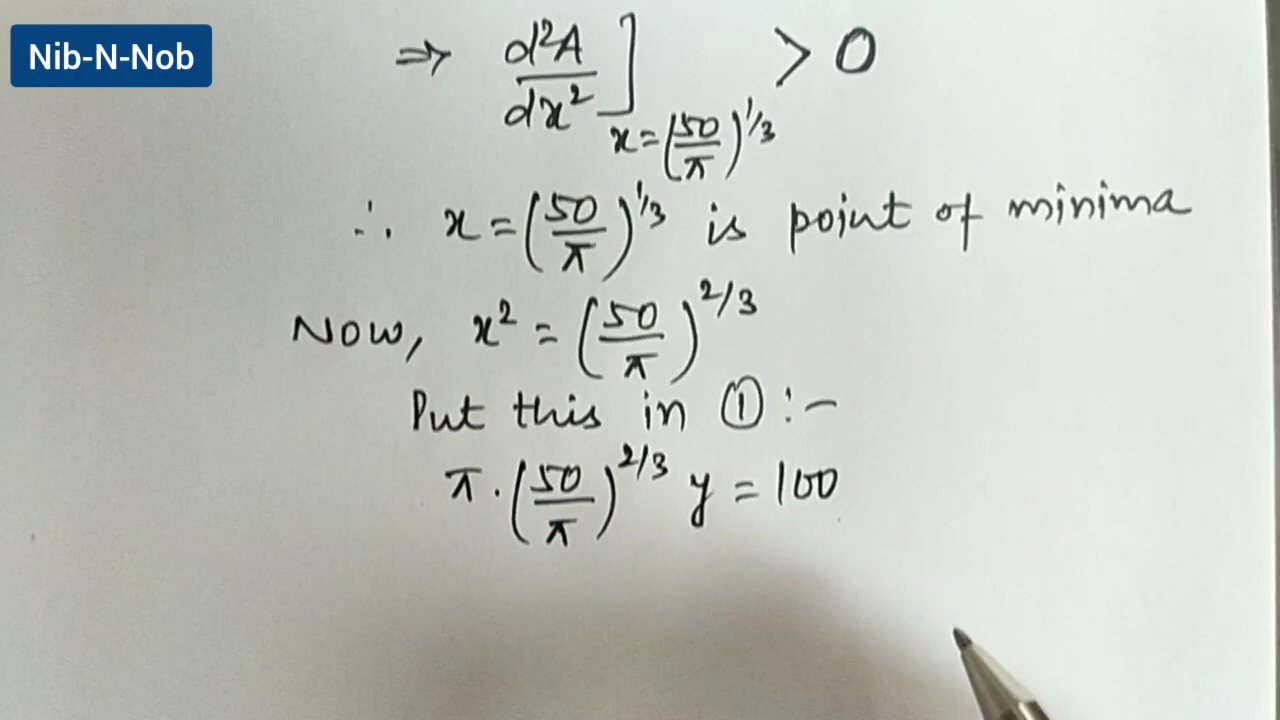 Nib-N-Nob
⇒ d²A/dx² ]x=(50/π)^1/3 > 0
∴ x=(50/π)^1/3 is point of minima
Now, x² = (50/π)^2/3
Put this in ① :-
π.(50/π)^2/3 y = 100